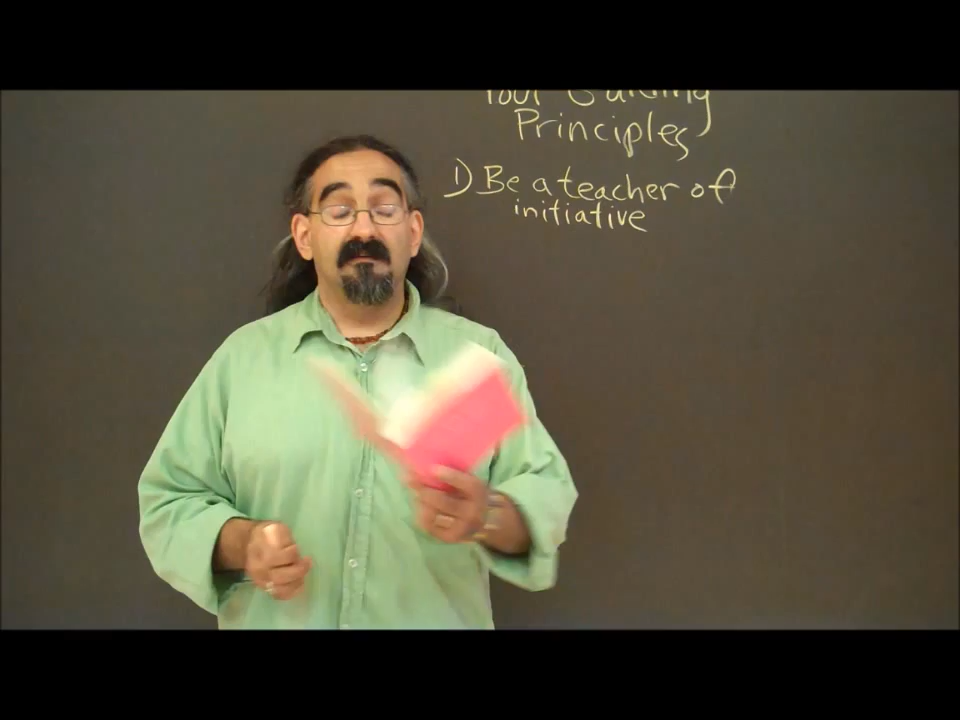 Principles
1) Be a teacher of
initiative